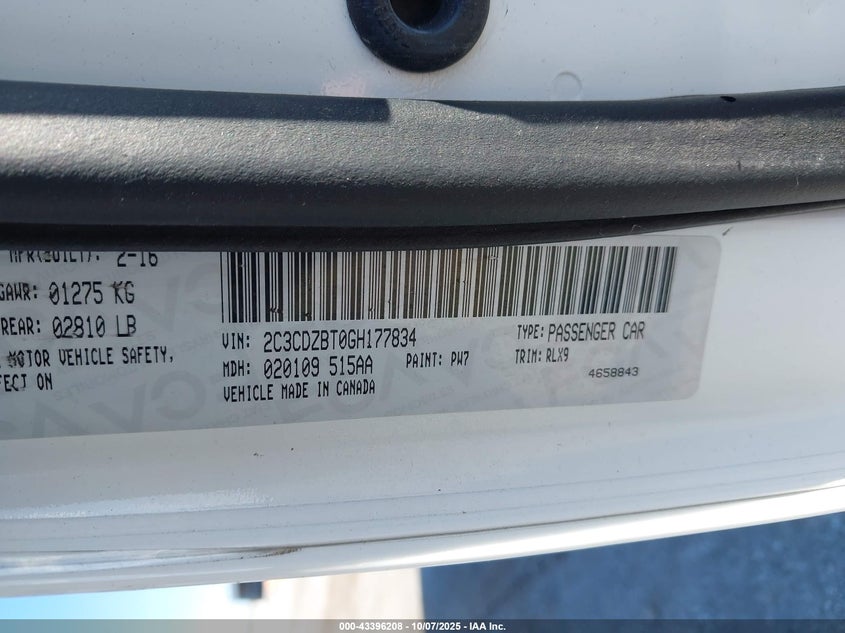 MFR(BUILT): 2-16
GAWR: 01275 KG
REAR: 02810 LB
MOTOR VEHICLE SAFETY,
FECT ON
VIN: 2C3CDZBT0GH177834
TYPE: PASSENGER CAR
MDH: 020109 515AA
PAINT: PW7
TRIM: RLX9
VEHICLE MADE IN CANADA
4658843
000-43396208 - 10/07/2025 - IAA Inc.